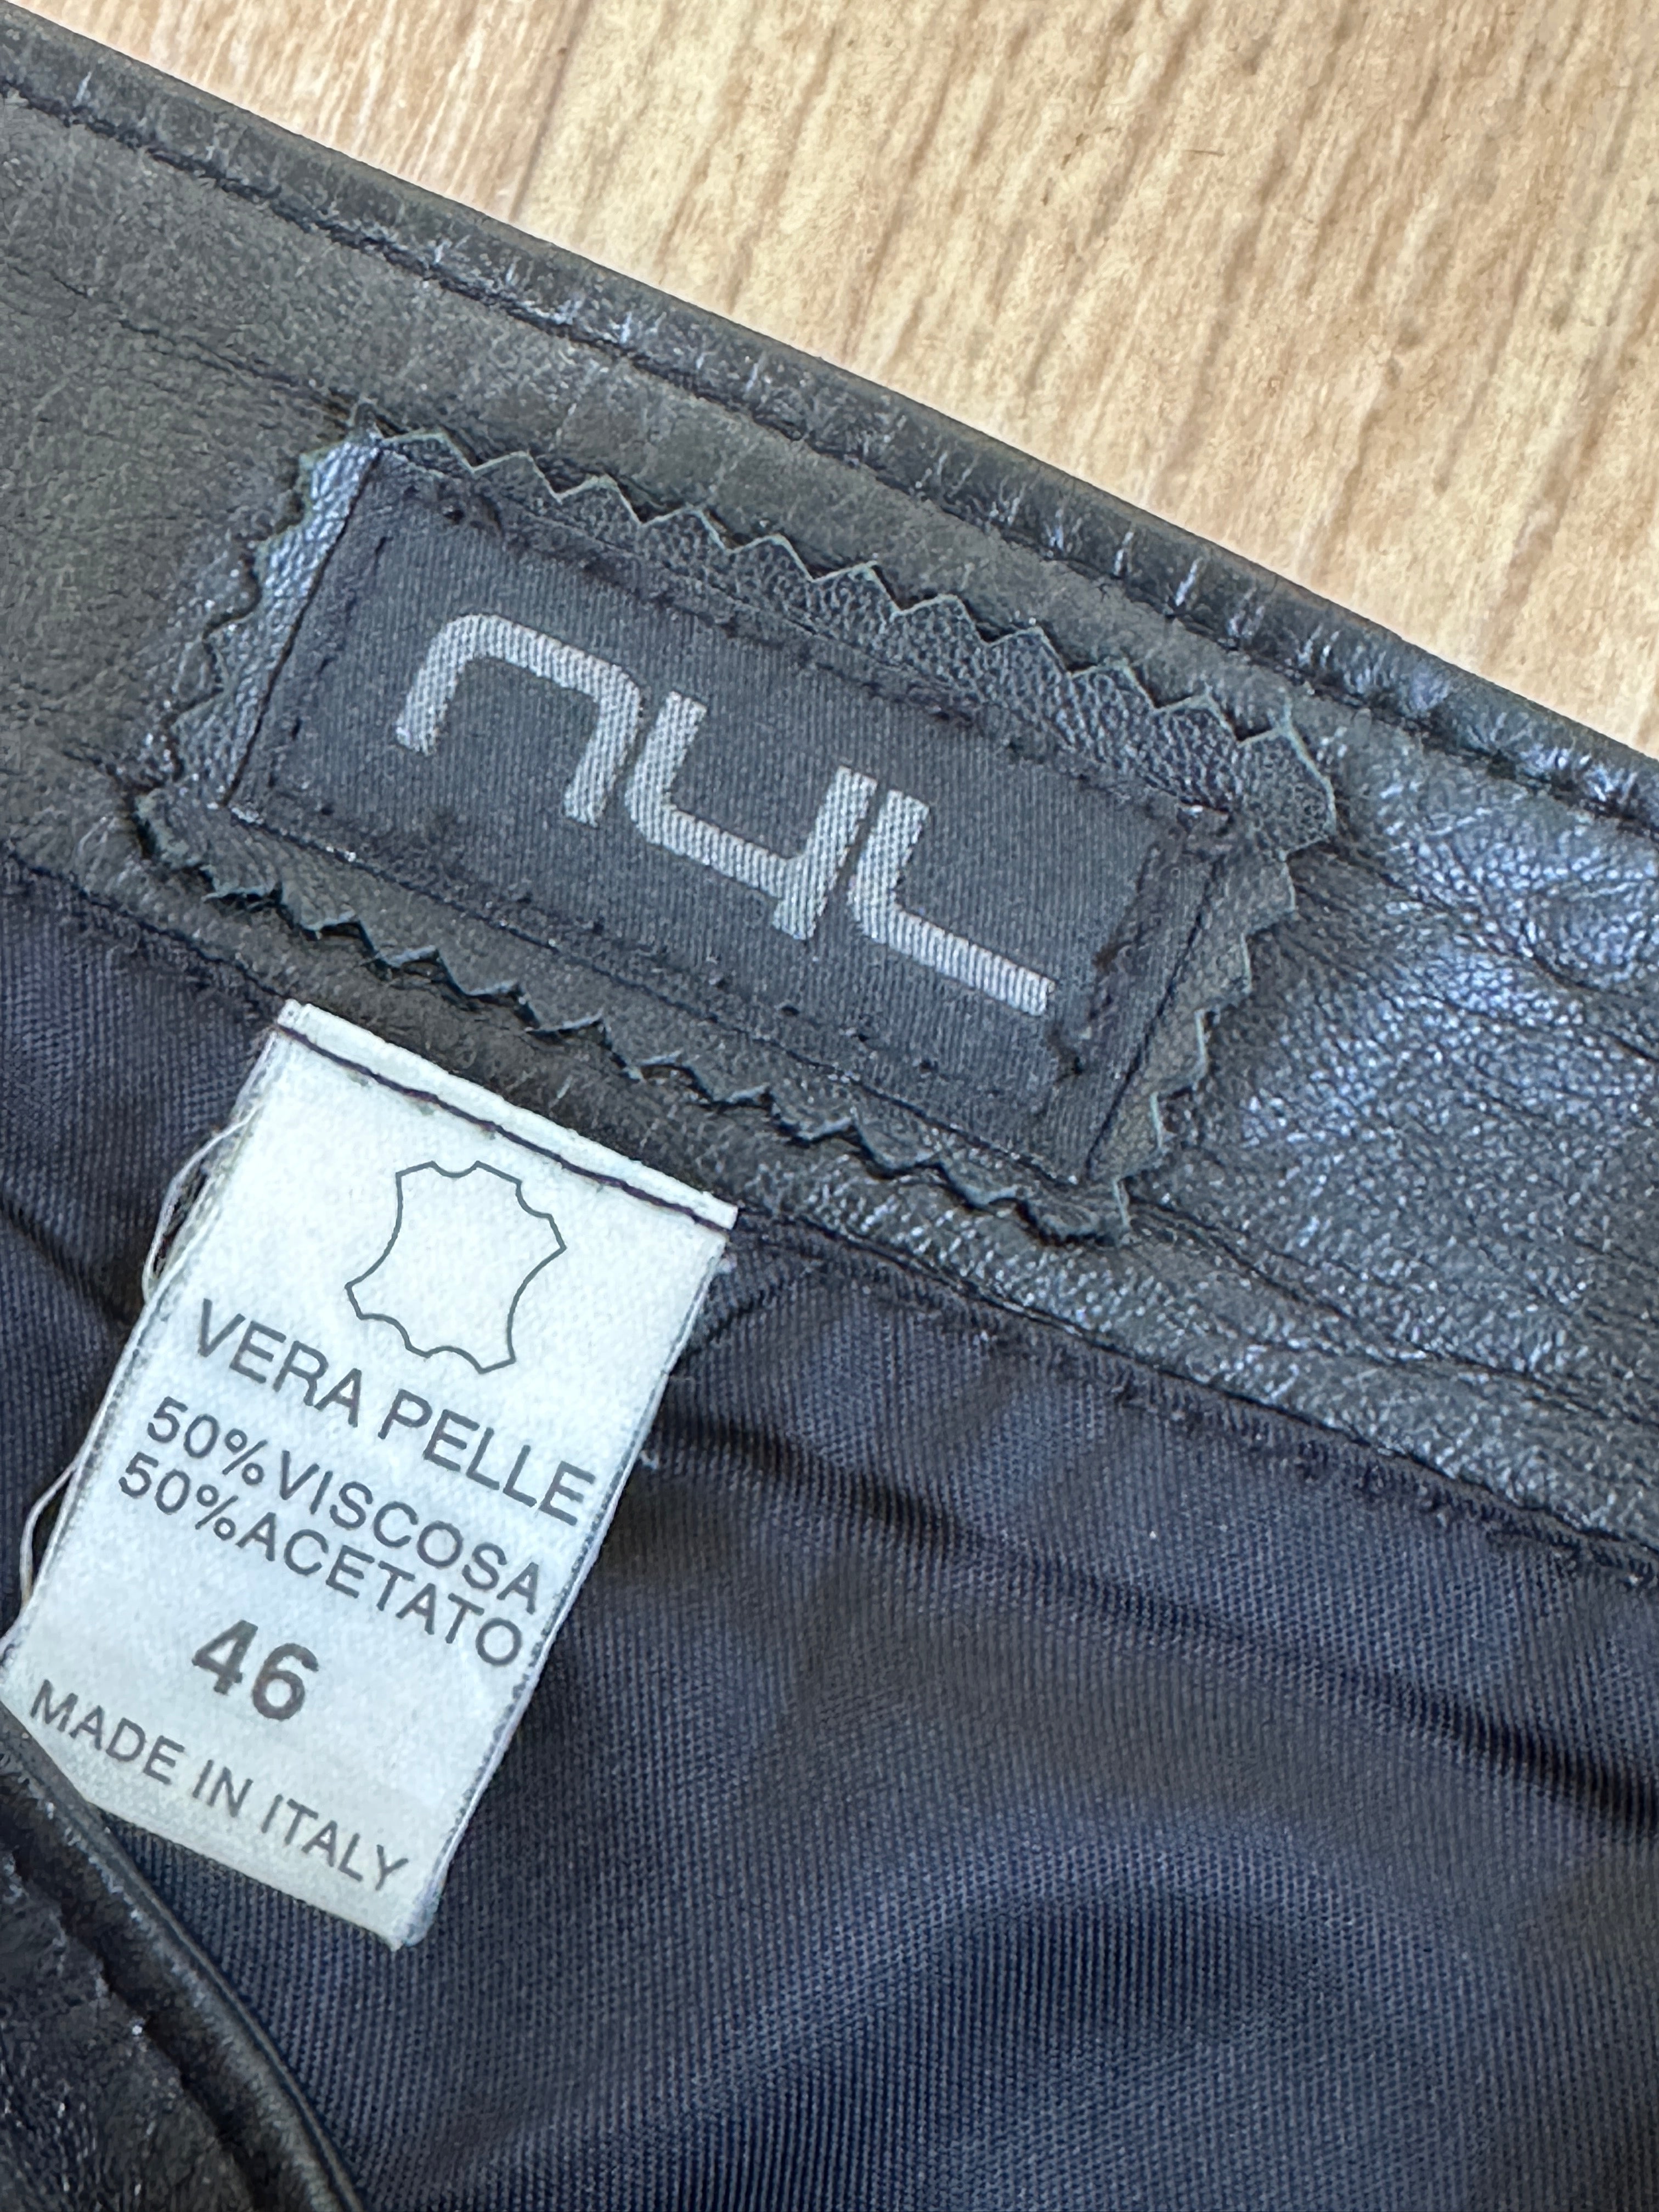 nyl
VERA PELLE
50%VISCOSA
50%ACETATO
46
MADE IN ITALY